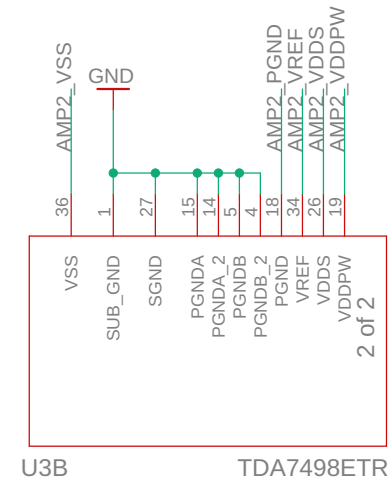 AMP2_VSS
GND
AMP2_PGND
AMP2_VREF
AMP2_VDDS
AMP2_VDDPW
36
1
27
15
14
5
4
18
34
26
19
VSS
SUB_GND
SGND
PGNDA
PGNDA_2
PGNDB
PGNDB_2
PGND
VREF
VDDS
VDDPW
2 of 2
U3B
TDA7498ETR